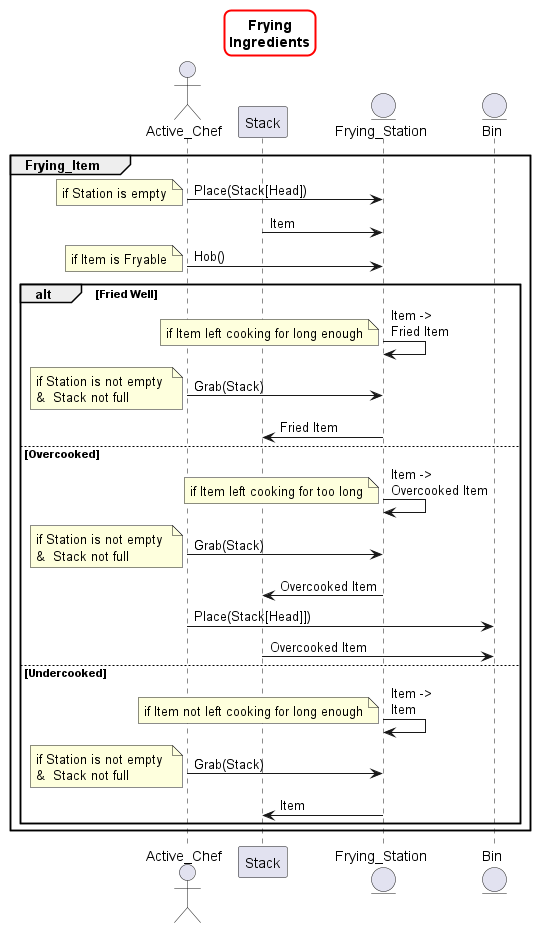 Frying
Ingredients
Active_Chef
Stack
Frying_Station
Bin
Frying_Item
if Station is empty
Place(Stack[Head])
Item
if Item is Fryable
Hob()
alt
[Fried Well]
Item ->
Fried Item
if Item left cooking for long enough
if Station is not empty
& Stack not full
Grab(Stack)
Fried Item
[Overcooked]
Item ->
Overcooked Item
if Item left cooking for too long
if Station is not empty
& Stack not full
Grab(Stack)
Overcooked Item
Place(Stack[Head]])
Overcooked Item
[Undercooked]
Item ->
Item
if Item not left cooking for long enough
if Station is not empty
& Stack not full
Grab(Stack)
Item
Active_Chef
Stack
Frying_Station
Bin